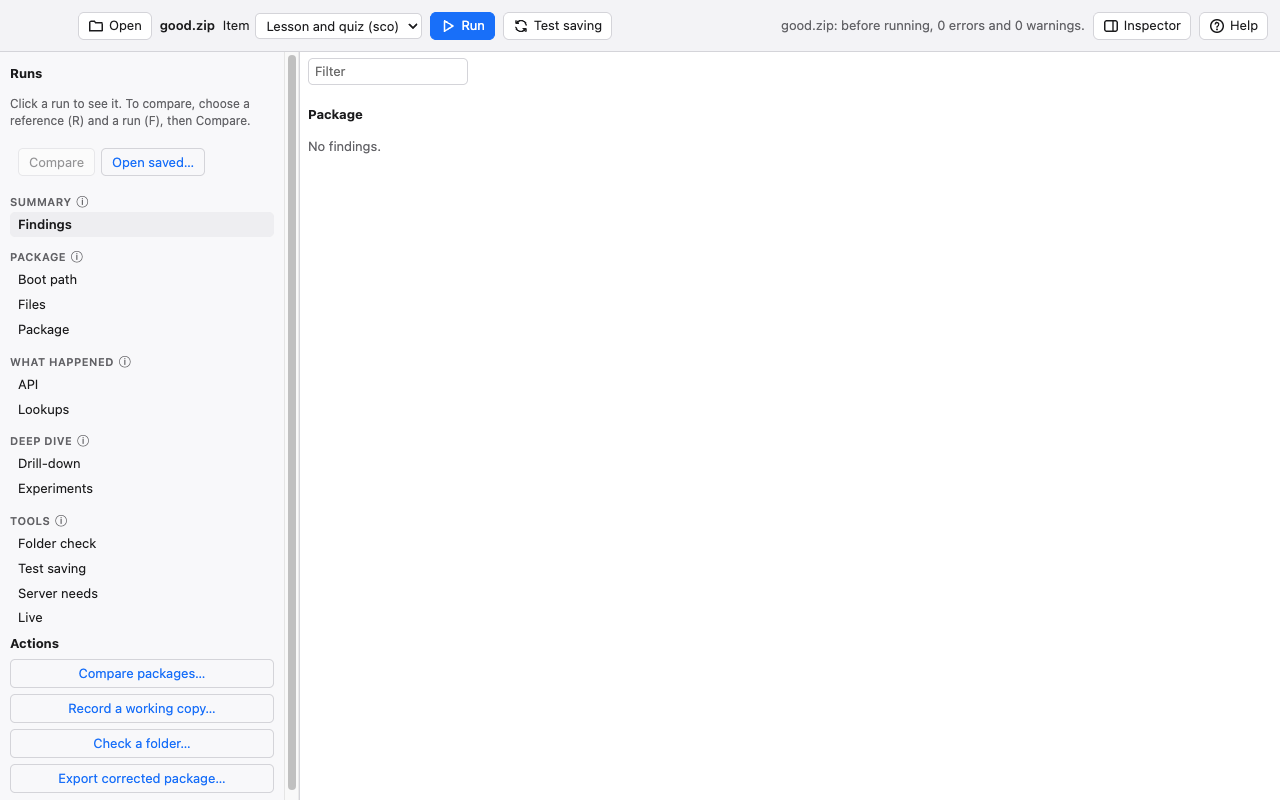 Open
good.zip
Item
Lesson and quiz (sco)
Run
Test saving
good.zip: before running, 0 errors and 0 warnings.
Inspector
Help
Runs
Click a run to see it. To compare, choose a
reference (R) and a run (F), then Compare.
Compare
Open saved...
SUMMARY
Findings
PACKAGE
Boot path
Files
Package
WHAT HAPPENED
API
Lookups
DEEP DIVE
Drill-down
Experiments
TOOLS
Folder check
Test saving
Server needs
Live
Actions
Compare packages...
Record a working copy...
Check a folder...
Export corrected package...
Filter
Package
No findings.